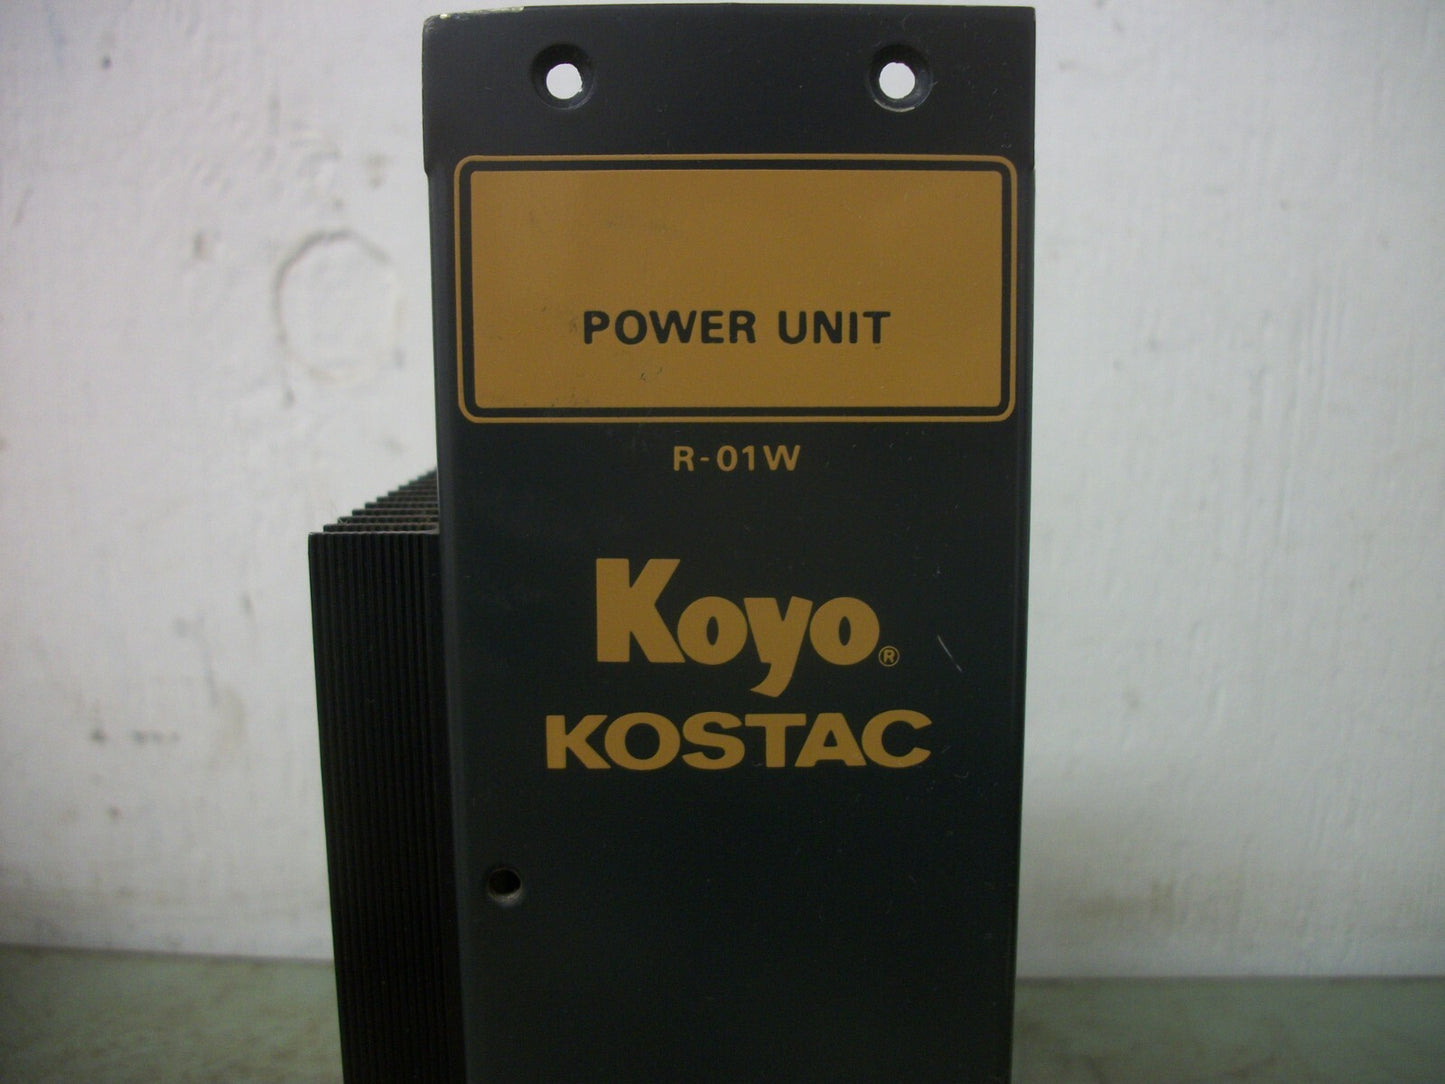 POWER UNIT
R-01W
Koyo®
KOSTAC